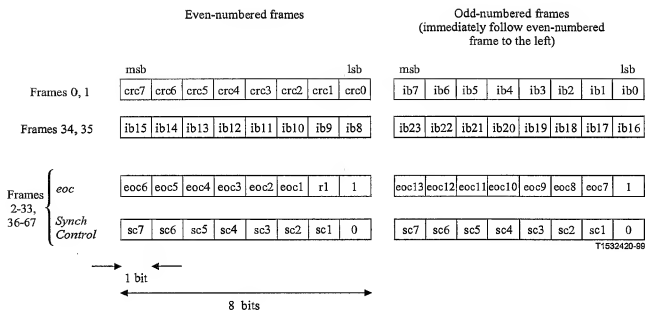 Even-numbered frames
Odd-numbered frames
(immediately follow even-numbered
frame to the left)
msb lsb msb lsb
Frames 0, 1 crc7 crc6 crc5 crc4 crc3 crc2 crc1 crc0 ib7 ib6 ib5 ib4 ib3 ib2 ib1 ib0
Frames 34, 35 ib15 ib14 ib13 ib12 ib11 ib10 ib9 ib8 ib23 ib22 ib21 ib20 ib19 ib18 ib17 ib16
Frames
2-33,
36-67
eoc eoc6 eoc5 eoc4 eoc3 eoc2 eoc1 r1 1 eoc13 eoc12 eoc11 eoc10 eoc9 eoc8 eoc7 1
Synch
Control sc7 sc6 sc5 sc4 sc3 sc2 sc1 0 sc7 sc6 sc5 sc4 sc3 sc2 sc1 0
T1532420-99
1 bit
8 bits